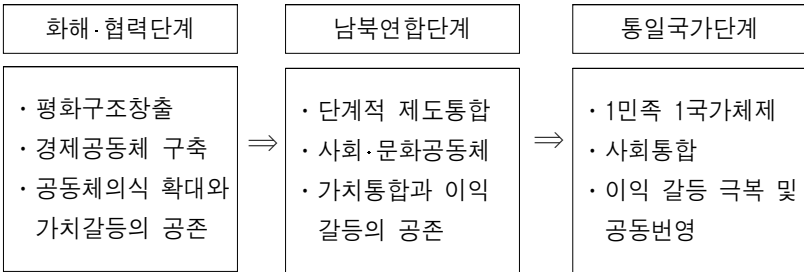 화해·협력단계
· 평화구조창출
· 경제공동체 구축
· 공동체의식 확대와
가치갈등의 공존
⇒
남북연합단계
· 단계적 제도통합
· 사회·문화공동체
· 가치통합과 이익
갈등의 공존
⇒
통일국가단계
· 1민족 1국가체제
· 사회통합
· 이익 갈등 극복 및
공동번영